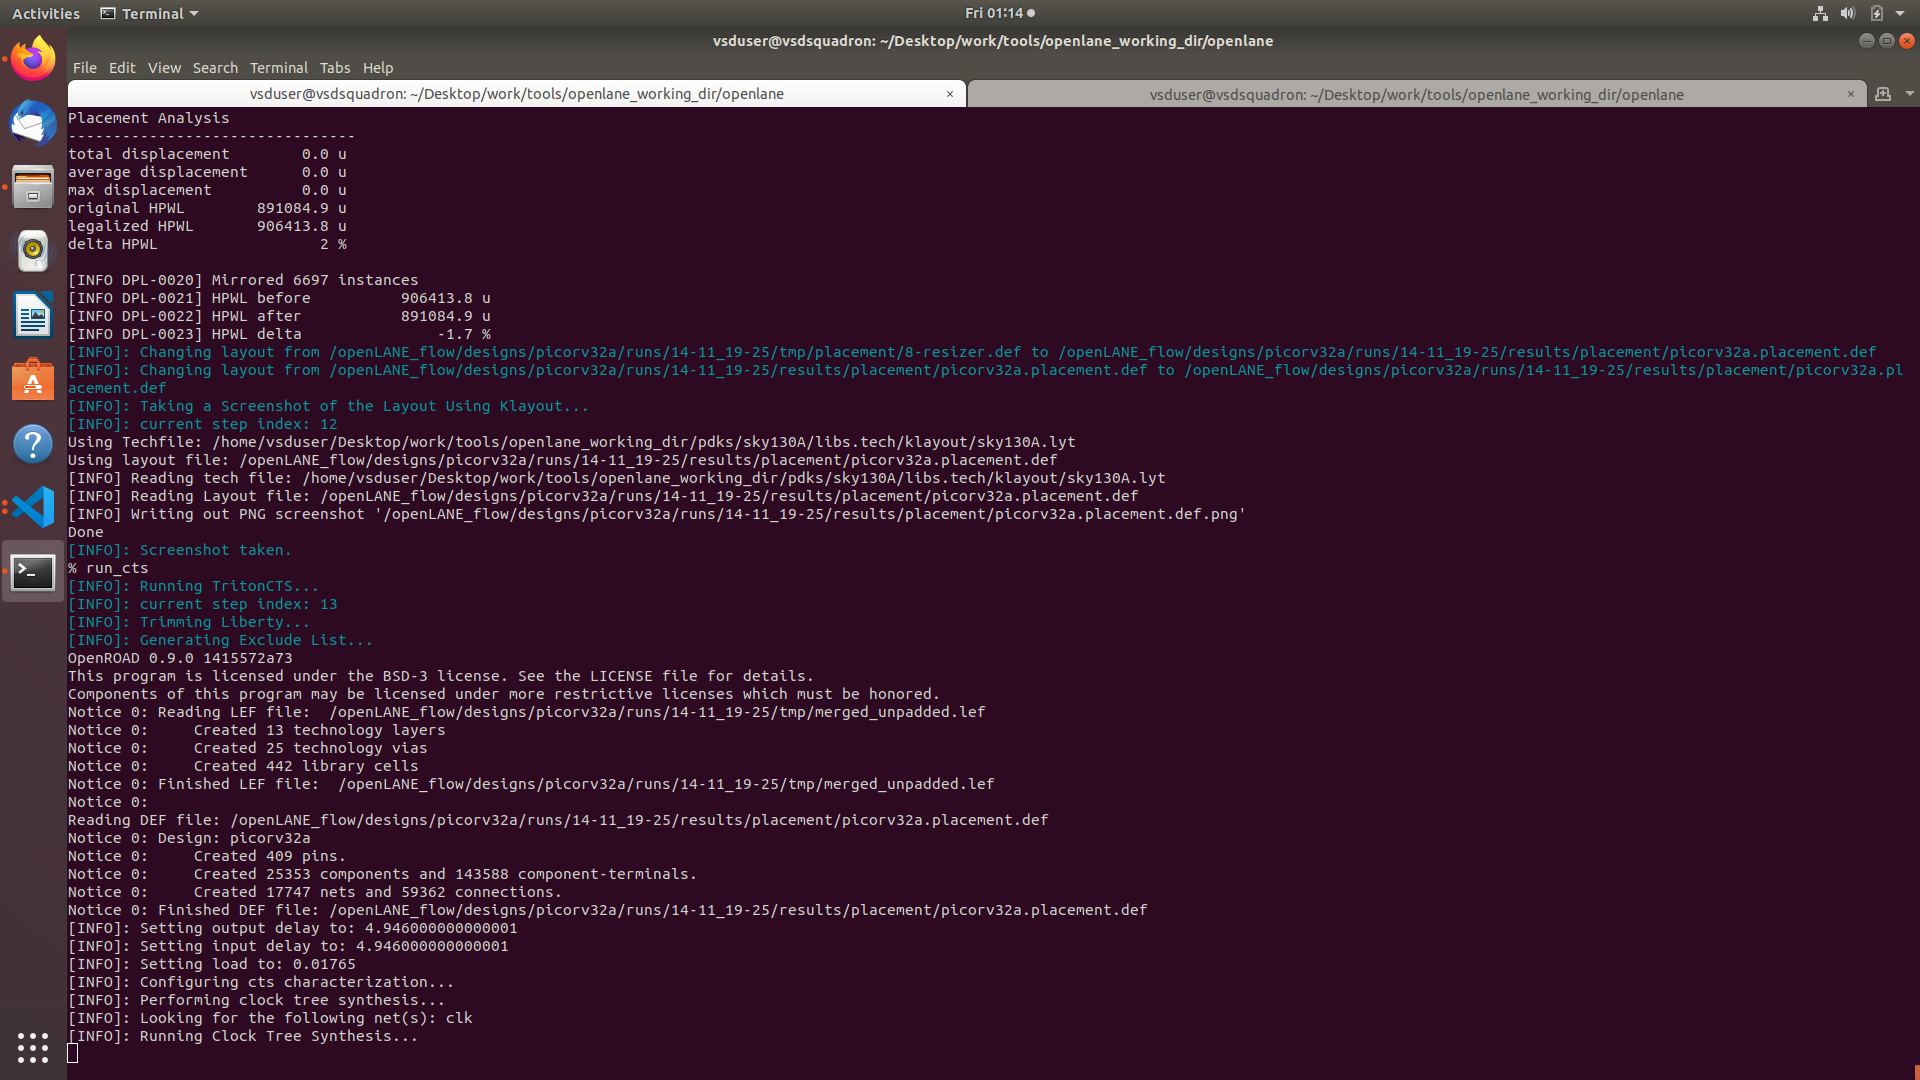 Activities
Terminal
Fri 01:14
vsduser@vsdsquadron: ~/Desktop/work/tools/openlane_working_dir/openlane
File Edit View Search Terminal Tabs Help
vsduser@vsdsquadron: ~/Desktop/work/tools/openlane_working_dir/openlane ×
vsduser@vsdsquadron: ~/Desktop/work/tools/openlane_working_dir/openlane ×
Placement Analysis
--------------------------------
total displacement        0.0 u
average displacement      0.0 u
max displacement          0.0 u
original HPWL        891084.9 u
legalized HPWL       906413.8 u
delta HPWL                  2 %
[INFO DPL-0020] Mirrored 6697 instances
[INFO DPL-0021] HPWL before          906413.8 u
[INFO DPL-0022] HPWL after           891084.9 u
[INFO DPL-0023] HPWL delta               -1.7 %
[INFO]: Changing layout from /openLANE_flow/designs/picorv32a/runs/14-11_19-25/tmp/placement/8-resizer.def to /openLANE_flow/designs/picorv32a/runs/14-11_19-25/results/placement/picorv32a.placement.def
[INFO]: Changing layout from /openLANE_flow/designs/picorv32a/runs/14-11_19-25/results/placement/picorv32a.placement.def to /openLANE_flow/designs/picorv32a/runs/14-11_19-25/results/placement/picorv32a.pl
acement.def
[INFO]: Taking a Screenshot of the Layout Using Klayout...
[INFO]: current step index: 12
Using Techfile: /home/vsduser/Desktop/work/tools/openlane_working_dir/pdks/sky130A/libs.tech/klayout/sky130A.lyt
Using layout file: /openLANE_flow/designs/picorv32a/runs/14-11_19-25/results/placement/picorv32a.placement.def
[INFO] Reading tech file: /home/vsduser/Desktop/work/tools/openlane_working_dir/pdks/sky130A/libs.tech/klayout/sky130A.lyt
[INFO] Reading Layout file: /openLANE_flow/designs/picorv32a/runs/14-11_19-25/results/placement/picorv32a.placement.def
[INFO] Writing out PNG screenshot '/openLANE_flow/designs/picorv32a/runs/14-11_19-25/results/placement/picorv32a.placement.def.png'
Done
[INFO]: Screenshot taken.
% run_cts
[INFO]: Running TritonCTS...
[INFO]: current step index: 13
[INFO]: Trimming Liberty...
[INFO]: Generating Exclude List...
OpenROAD 0.9.0 1415572a73
This program is licensed under the BSD-3 license. See the LICENSE file for details.
Components of this program may be licensed under more restrictive licenses which must be honored.
Notice 0: Reading LEF file:  /openLANE_flow/designs/picorv32a/runs/14-11_19-25/tmp/merged_unpadded.lef
Notice 0:     Created 13 technology layers
Notice 0:     Created 25 technology vias
Notice 0:     Created 442 library cells
Notice 0: Finished LEF file:  /openLANE_flow/designs/picorv32a/runs/14-11_19-25/tmp/merged_unpadded.lef
Notice 0:
Reading DEF file: /openLANE_flow/designs/picorv32a/runs/14-11_19-25/results/placement/picorv32a.placement.def
Notice 0: Design: picorv32a
Notice 0:     Created 409 pins.
Notice 0:     Created 25353 components and 143588 component-terminals.
Notice 0:     Created 17747 nets and 59362 connections.
Notice 0: Finished DEF file: /openLANE_flow/designs/picorv32a/runs/14-11_19-25/results/placement/picorv32a.placement.def
[INFO]: Setting output delay to: 4.946000000000001
[INFO]: Setting input delay to: 4.946000000000001
[INFO]: Setting load to: 0.01765
[INFO]: Configuring cts characterization...
[INFO]: Performing clock tree synthesis...
[INFO]: Looking for the following net(s): clk
[INFO]: Running Clock Tree Synthesis...